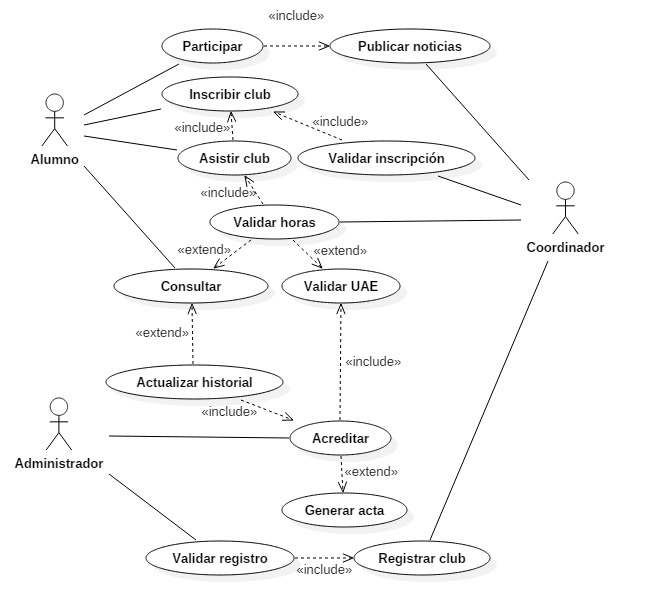 «include»
Participar
Publicar noticias
Inscribir club
«include»
«include»
Alumno
Asistir club
Validar inscripción
«include»
Validar horas
Coordinador
«extend»
«extend»
Consultar
Validar UAE
«extend»
«include»
Actualizar historial
«include»
Acreditar
Administrador
«extend»
Generar acta
Validar registro
Registrar club
«include»